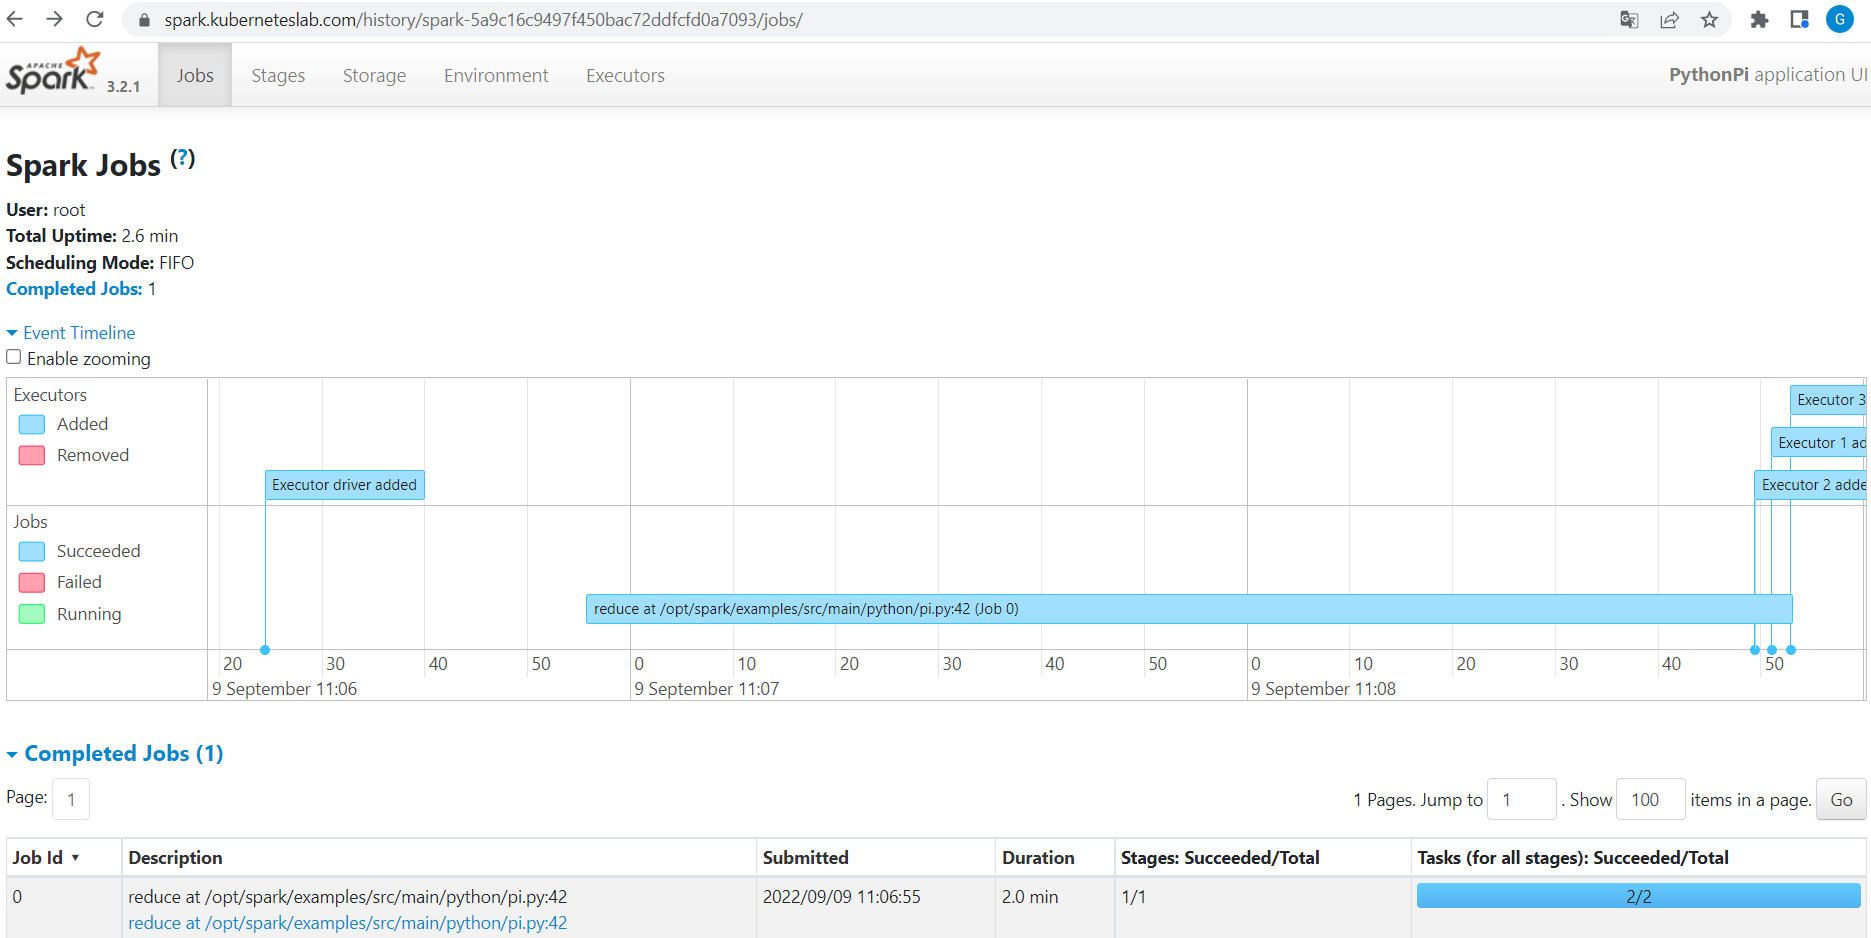 spark.kuberneteslab.com/history/spark-5a9c16c9497f450bac72ddfcfd0a7093/jobs/
G
APACHE Spark 3.2.1
Jobs
Stages
Storage
Environment
Executors
PythonPi application UI
Spark Jobs (?)
User: root
Total Uptime: 2.6 min
Scheduling Mode: FIFO
Completed Jobs: 1
Event Timeline
Enable zooming
Executors
Added
Removed
Executor 3
Executor 1 ad
Executor driver added
Executor 2 adde
Jobs
Succeeded
Failed
Running
reduce at /opt/spark/examples/src/main/python/pi.py:42 (Job 0)
20 30 40 50 0 10 20 30 40 50 0 10 20 30 40 50
9 September 11:06 9 September 11:07 9 September 11:08
Completed Jobs (1)
Page: 1
1 Pages. Jump to 1 . Show 100 items in a page. Go
Job Id ▾ Description Submitted Duration Stages: Succeeded/Total Tasks (for all stages): Succeeded/Total
0 reduce at /opt/spark/examples/src/main/python/pi.py:42 2022/09/09 11:06:55 2.0 min 1/1 2/2
reduce at /opt/spark/examples/src/main/python/pi.py:42